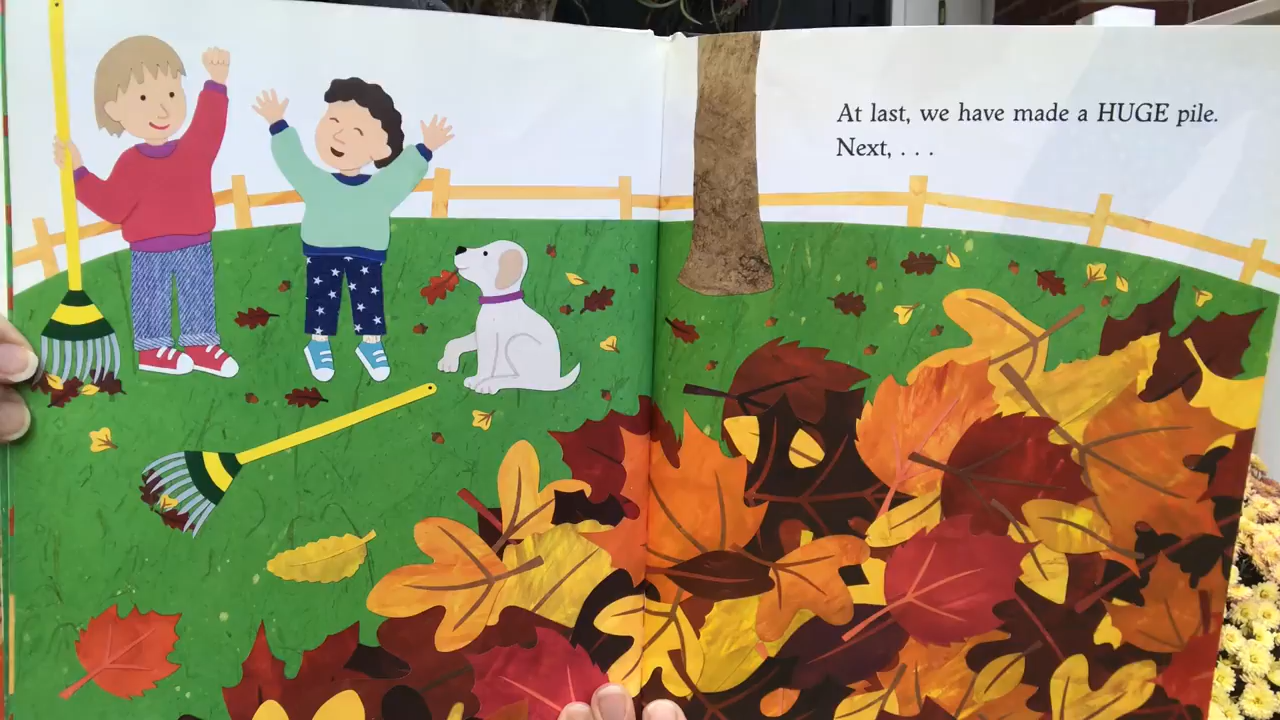 At last, we have made a HUGE pile.
Next, . . .